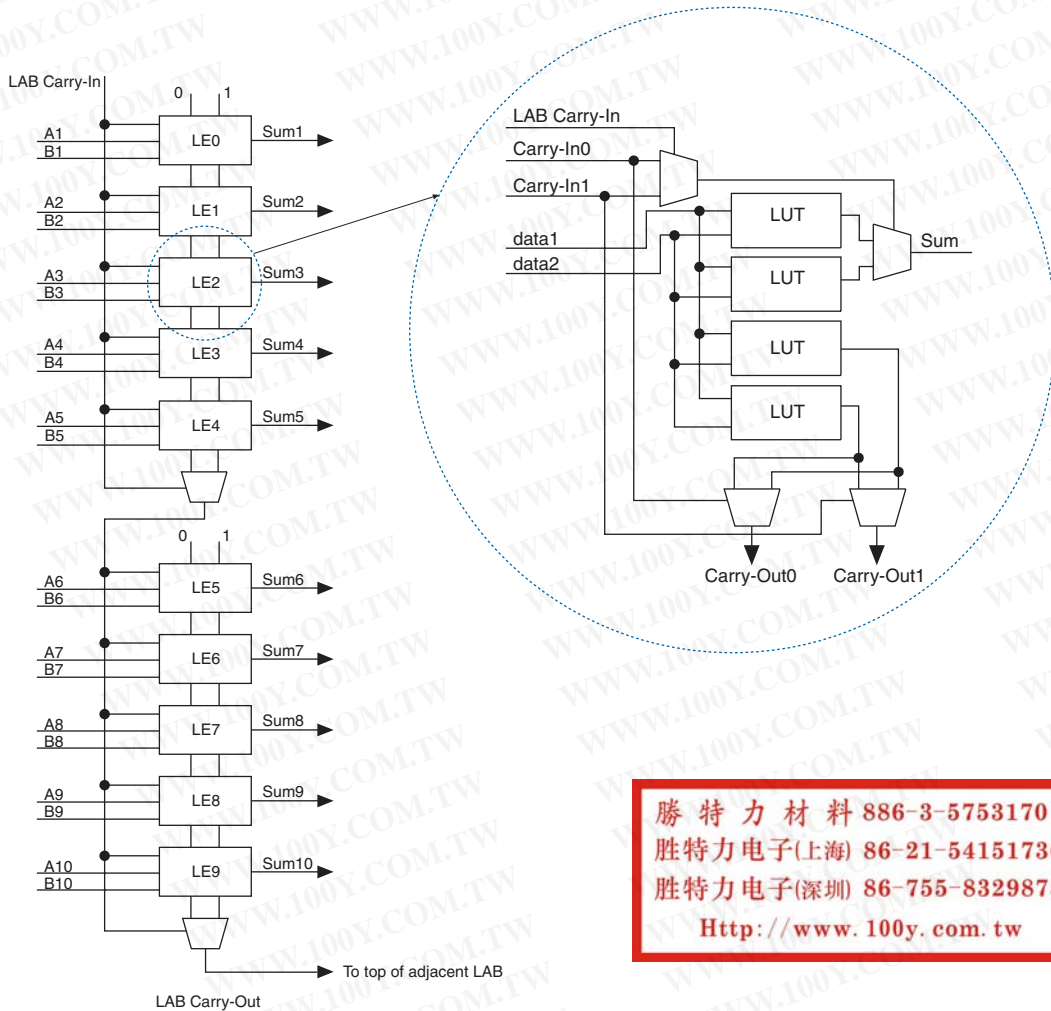 LAB Carry-In
0 1
A1
B1
LE0
Sum1
A2
B2
LE1
Sum2
A3
B3
LE2
Sum3
A4
B4
LE3
Sum4
A5
B5
LE4
Sum5
0 1
A6
B6
LE5
Sum6
A7
B7
LE6
Sum7
A8
B8
LE7
Sum8
A9
B9
LE8
Sum9
A10
B10
LE9
Sum10
To top of adjacent LAB
LAB Carry-Out
LAB Carry-In
Carry-In0
Carry-In1
data1
data2
LUT
LUT
LUT
LUT
Sum
Carry-Out0 Carry-Out1
勝特力材料 886-3-5753170
胜特力电子(上海) 86-21-5415173
胜特力电子(深圳) 86-755-832987
Http://www.100y.com.tw
WWW.100Y.COM.TW